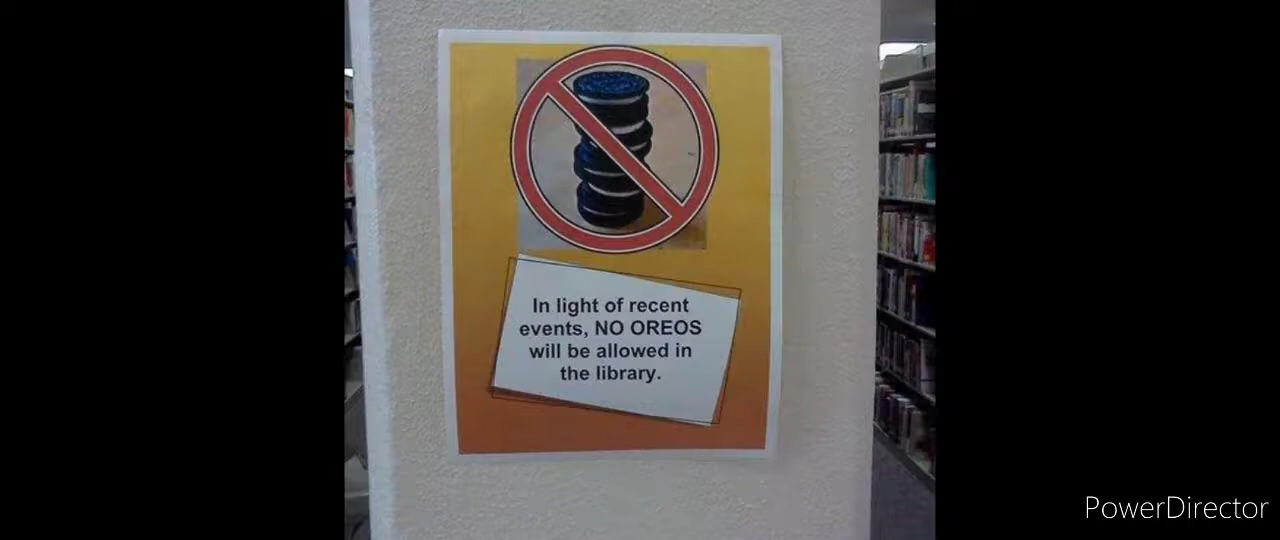 In light of recent
events, NO OREOS
will be allowed in
the library.
PowerDirector